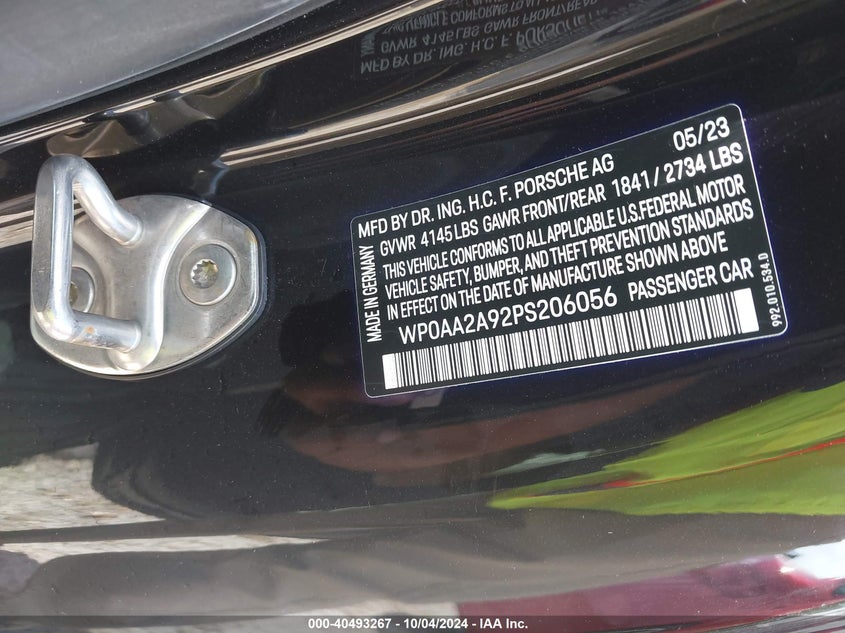 MFD BY DR. ING. H.C. F. PORSCHE AG 05/23
GVWR 4145 LBS GAWR FRONT/REAR 1841 / 2734 LBS
THIS VEHICLE CONFORMS TO ALL APPLICABLE U.S. FEDERAL MOTOR
VEHICLE SAFETY, BUMPER, AND THEFT PREVENTION STANDARDS
IN EFFECT ON THE DATE OF MANUFACTURE SHOWN ABOVE
WP0AA2A92PS206056 PASSENGER CAR
MADE IN GERMANY
992.010.534.D
000-40493267 - 10/04/2024 - IAA Inc.